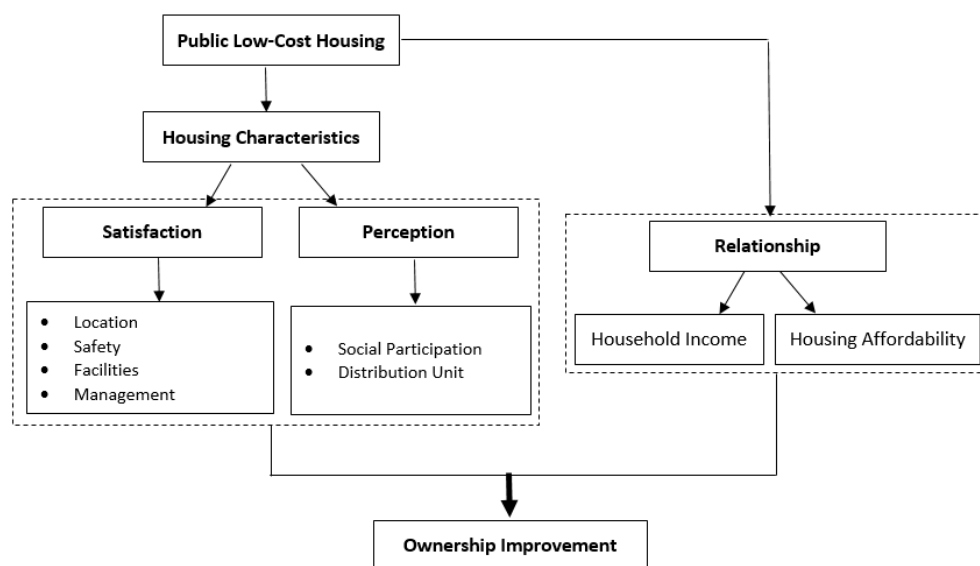 Public Low-Cost Housing
Housing Characteristics
Satisfaction
Perception
Relationship
• Location
• Safety
• Facilities
• Management
• Social Participation
• Distribution Unit
Household Income
Housing Affordability
Ownership Improvement